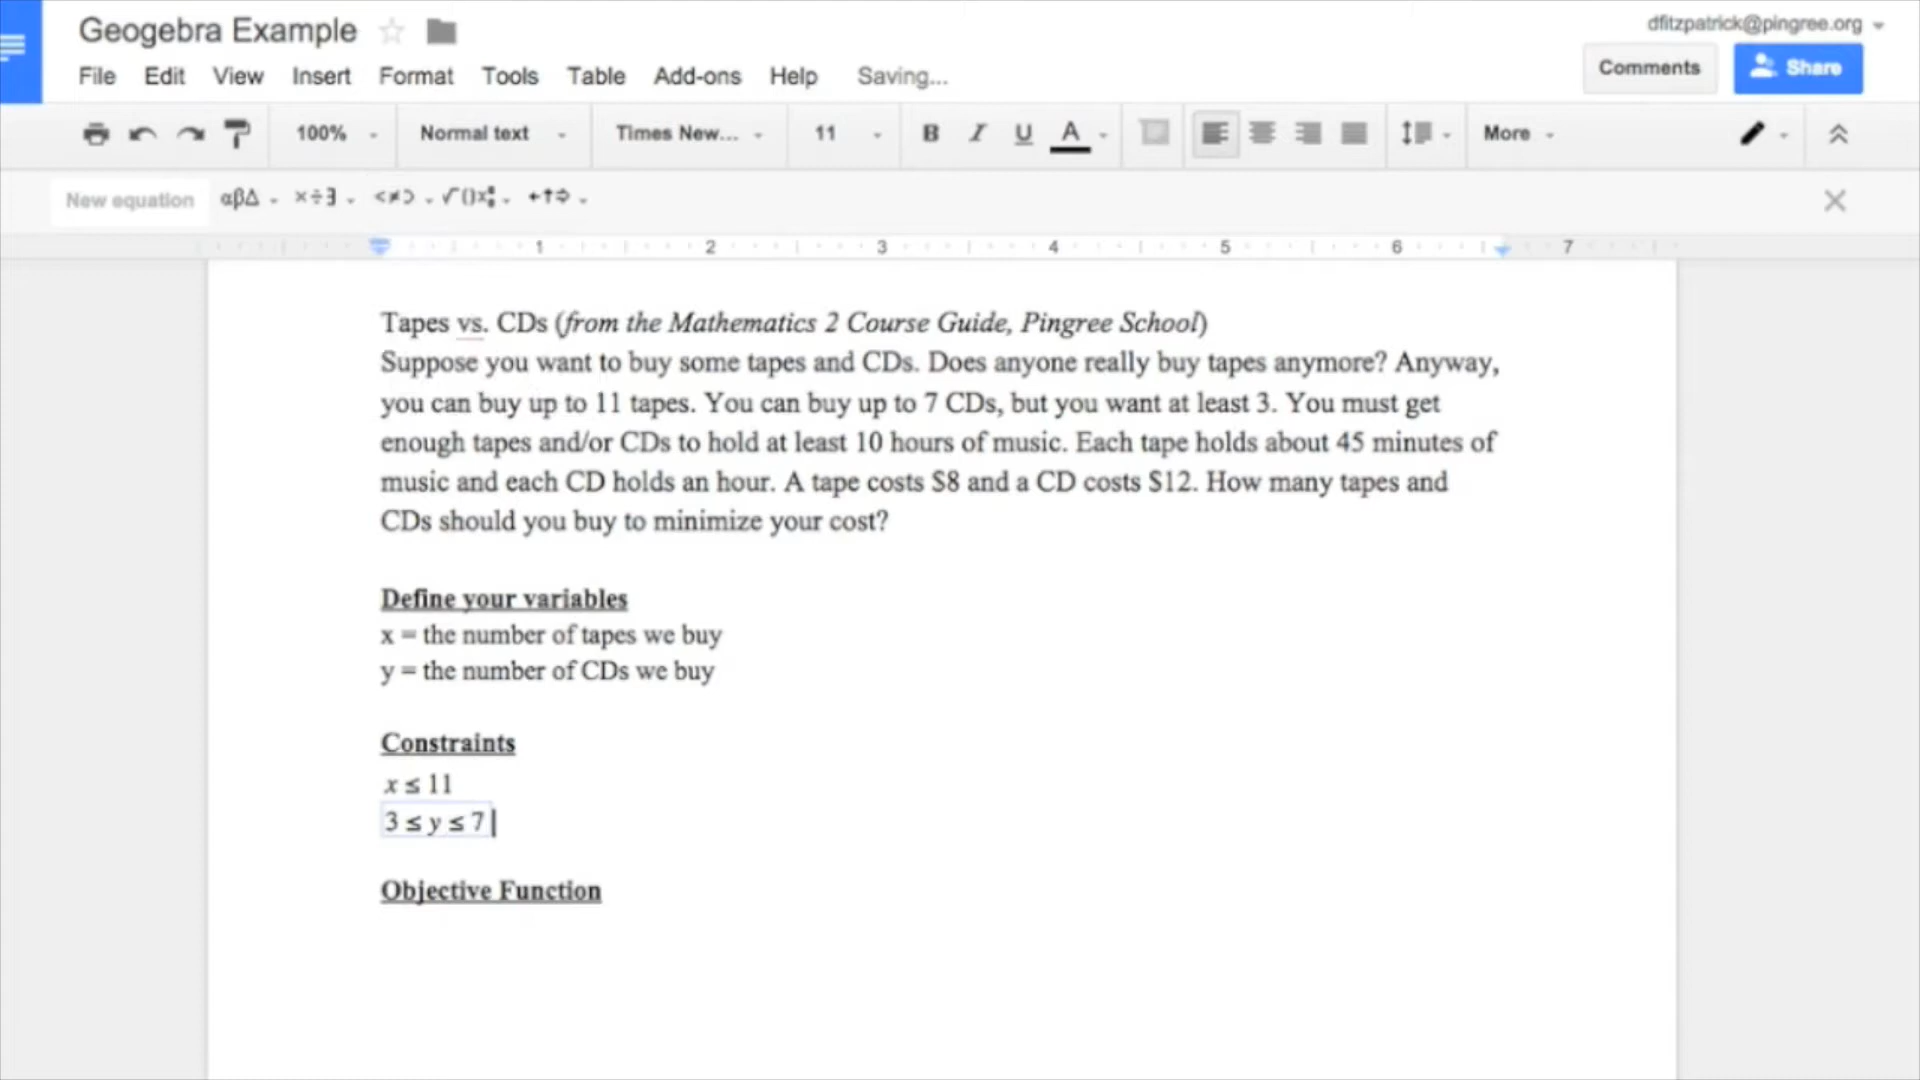 Geogebra Example
dfitzpatrick@pingree.org
File Edit View Insert Format Tools Table Add-ons Help Saving...
Comments Share
100% Normal text Times New... 11 B I U A More
New equation αβΔ ×÷∃ <≠⊃ √()x ←↑⇨
1 2 3 4 5 6 7
Tapes vs. CDs (from the Mathematics 2 Course Guide, Pingree School)
Suppose you want to buy some tapes and CDs. Does anyone really buy tapes anymore? Anyway,
you can buy up to 11 tapes. You can buy up to 7 CDs, but you want at least 3. You must get
enough tapes and/or CDs to hold at least 10 hours of music. Each tape holds about 45 minutes of
music and each CD holds an hour. A tape costs $8 and a CD costs $12. How many tapes and
CDs should you buy to minimize your cost?
Define your variables
x = the number of tapes we buy
y = the number of CDs we buy
Constraints
x ≤ 11
3 ≤ y ≤ 7
Objective Function